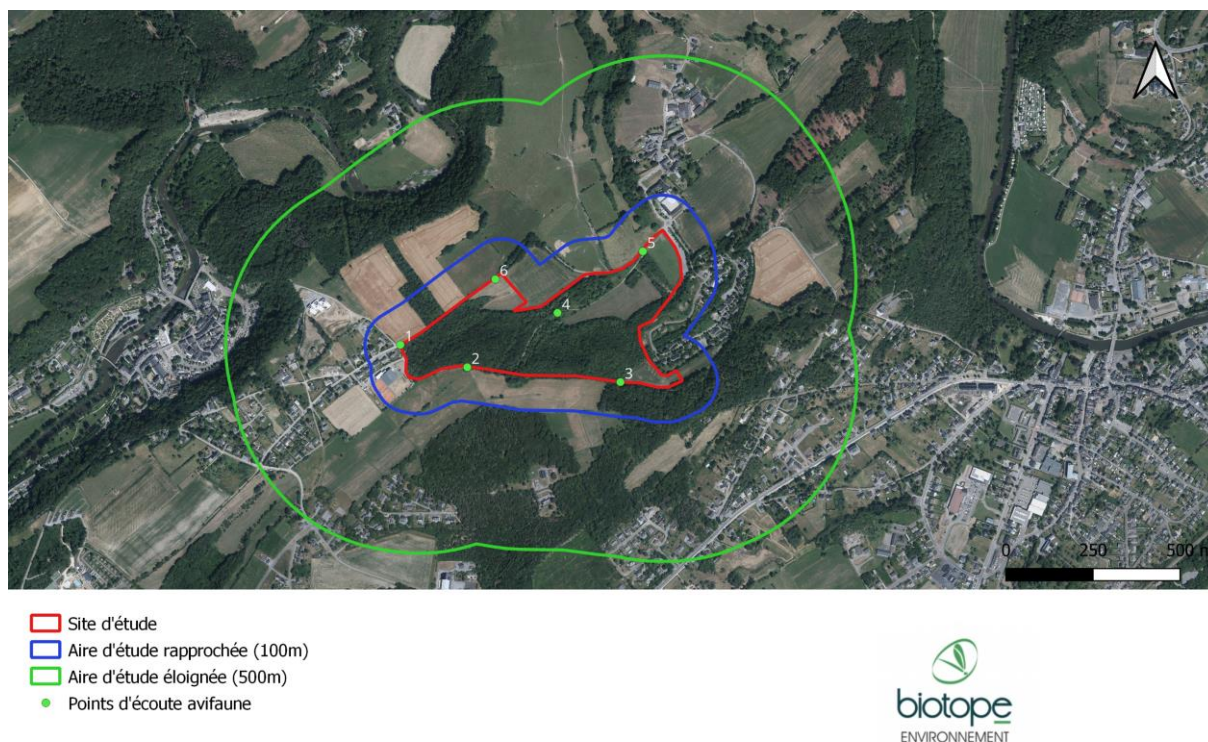 5
6
4
1
2
3
0 250 500 m
Site d'étude
Aire d'étude rapprochée (100m)
Aire d'étude éloignée (500m)
Points d'écoute avifaune
biotope
ENVIRONNEMENT